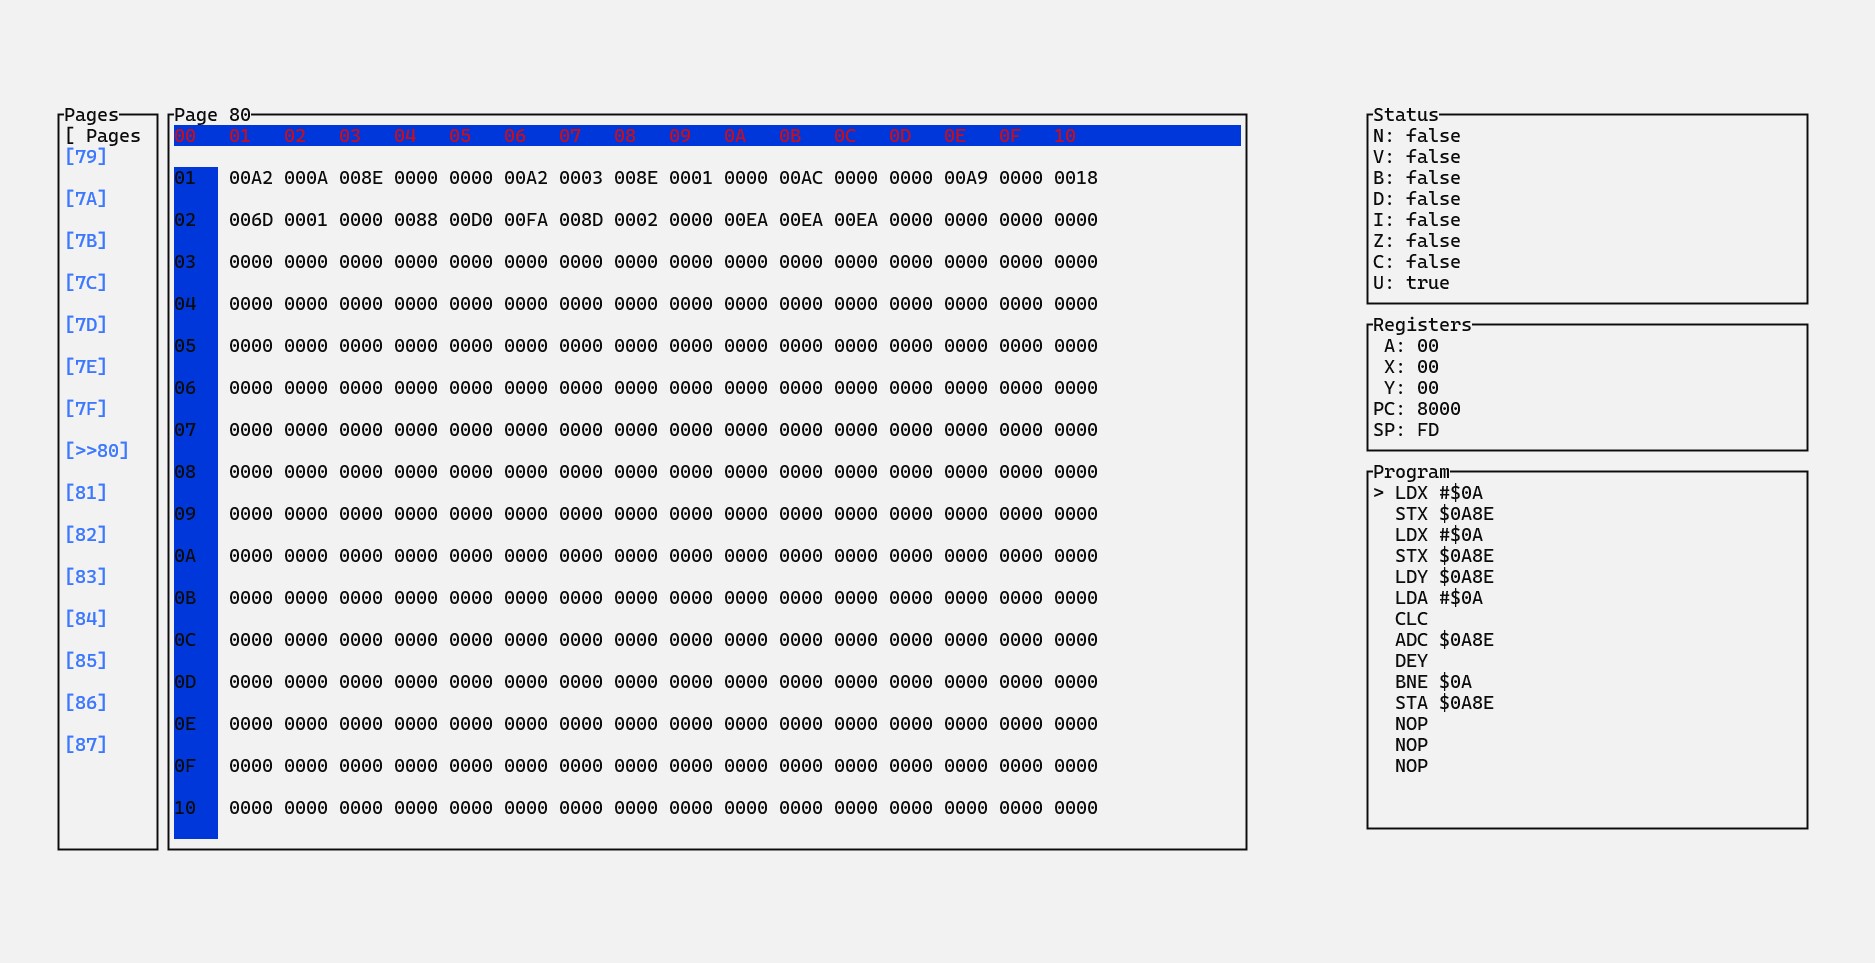 Pages
[ Pages
[79]
[7A]
[7B]
[7C]
[7D]
[7E]
[7F]
[>>80]
[81]
[82]
[83]
[84]
[85]
[86]
[87]
Page 80
00 01 02 03 04 05 06 07 08 09 0A 0B 0C 0D 0E 0F 10
01 00A2 000A 008E 0000 0000 00A2 0003 008E 0001 0000 00AC 0000 0000 00A9 0000 0018
02 006D 0001 0000 0088 00D0 00FA 008D 0002 0000 00EA 00EA 00EA 0000 0000 0000 0000
03 0000 0000 0000 0000 0000 0000 0000 0000 0000 0000 0000 0000 0000 0000 0000 0000
04 0000 0000 0000 0000 0000 0000 0000 0000 0000 0000 0000 0000 0000 0000 0000 0000
05 0000 0000 0000 0000 0000 0000 0000 0000 0000 0000 0000 0000 0000 0000 0000 0000
06 0000 0000 0000 0000 0000 0000 0000 0000 0000 0000 0000 0000 0000 0000 0000 0000
07 0000 0000 0000 0000 0000 0000 0000 0000 0000 0000 0000 0000 0000 0000 0000 0000
08 0000 0000 0000 0000 0000 0000 0000 0000 0000 0000 0000 0000 0000 0000 0000 0000
09 0000 0000 0000 0000 0000 0000 0000 0000 0000 0000 0000 0000 0000 0000 0000 0000
0A 0000 0000 0000 0000 0000 0000 0000 0000 0000 0000 0000 0000 0000 0000 0000 0000
0B 0000 0000 0000 0000 0000 0000 0000 0000 0000 0000 0000 0000 0000 0000 0000 0000
0C 0000 0000 0000 0000 0000 0000 0000 0000 0000 0000 0000 0000 0000 0000 0000 0000
0D 0000 0000 0000 0000 0000 0000 0000 0000 0000 0000 0000 0000 0000 0000 0000 0000
0E 0000 0000 0000 0000 0000 0000 0000 0000 0000 0000 0000 0000 0000 0000 0000 0000
0F 0000 0000 0000 0000 0000 0000 0000 0000 0000 0000 0000 0000 0000 0000 0000 0000
10 0000 0000 0000 0000 0000 0000 0000 0000 0000 0000 0000 0000 0000 0000 0000 0000
Status
N: false
V: false
B: false
D: false
I: false
Z: false
C: false
U: true
Registers
A: 00
X: 00
Y: 00
PC: 8000
SP: FD
Program
> LDX #$0A
STX $0A8E
LDX #$0A
STX $0A8E
LDY $0A8E
LDA #$0A
CLC
ADC $0A8E
DEY
BNE $0A
STA $0A8E
NOP
NOP
NOP